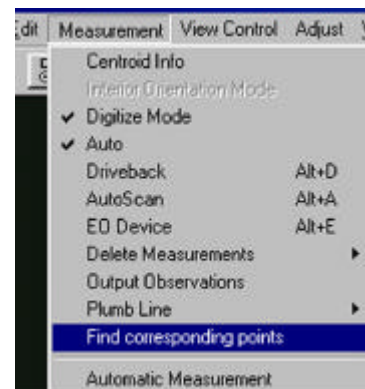 Edit Measurement View Control Adjust
Centroid Info
Interior Orientation Mode
✓ Digitize Mode
✓ Auto
Driveback Alt+D
AutoScan Alt+A
EO Device Alt+E
Delete Measurements
Output Observations
Plumb Line
Find corresponding points
Automatic Measurement